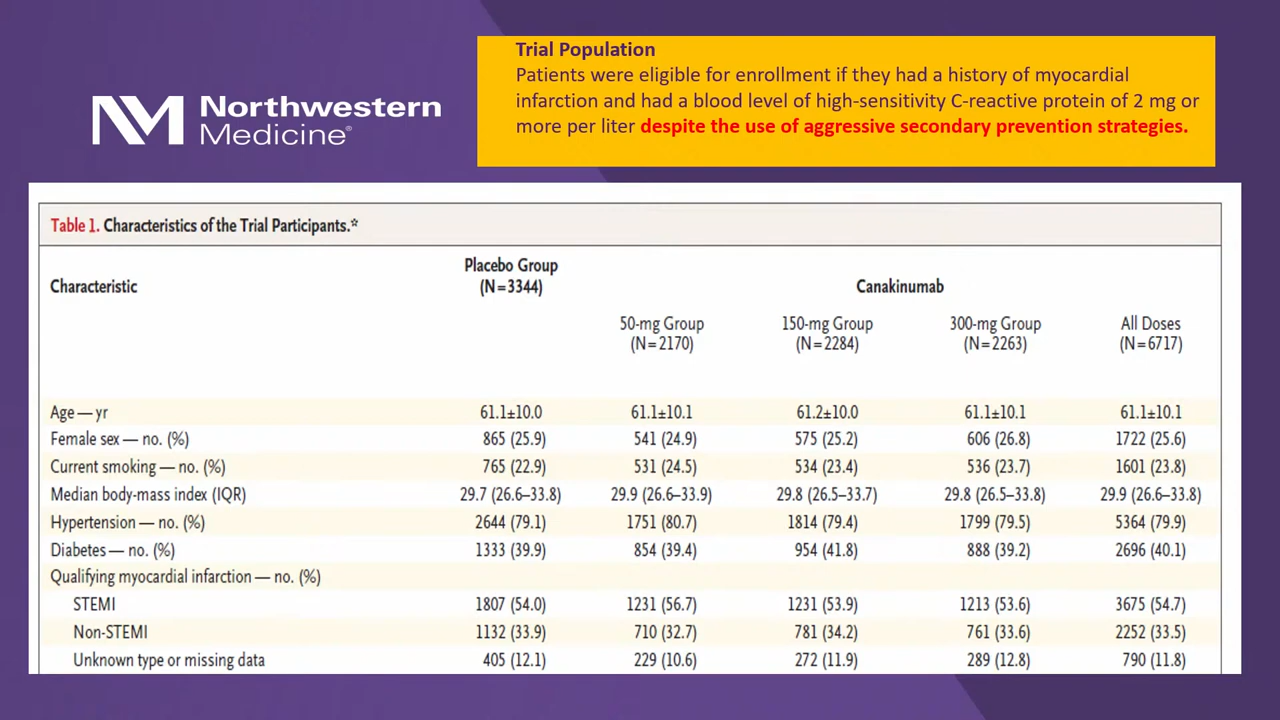 Northwestern
Medicine®
Trial Population
Patients were eligible for enrollment if they had a history of myocardial
infarction and had a blood level of high-sensitivity C-reactive protein of 2 mg or
more per liter despite the use of aggressive secondary prevention strategies.
Table 1. Characteristics of the Trial Participants.*
Characteristic Placebo Group (N=3344) Canakinumab
50-mg Group (N=2170) 150-mg Group (N=2284) 300-mg Group (N=2263) All Doses (N=6717)
Age—yr 61.1±10.0 61.1±10.1 61.2±10.0 61.1±10.1 61.1±10.1
Female sex—no. (%) 865 (25.9) 541 (24.9) 575 (25.2) 606 (26.8) 1722 (25.6)
Current smoking—no. (%) 765 (22.9) 531 (24.5) 534 (23.4) 536 (23.7) 1601 (23.8)
Median body-mass index (IQR) 29.7 (26.6–33.8) 29.9 (26.6–33.9) 29.8 (26.5–33.7) 29.8 (26.5–33.8) 29.9 (26.6–33.8)
Hypertension—no. (%) 2644 (79.1) 1751 (80.7) 1814 (79.4) 1799 (79.5) 5364 (79.9)
Diabetes—no. (%) 1333 (39.9) 854 (39.4) 954 (41.8) 888 (39.2) 2696 (40.1)
Qualifying myocardial infarction—no. (%)
STEMI 1807 (54.0) 1231 (56.7) 1231 (53.9) 1213 (53.6) 3675 (54.7)
Non-STEMI 1132 (33.9) 710 (32.7) 781 (34.2) 761 (33.6) 2252 (33.5)
Unknown type or missing data 405 (12.1) 229 (10.6) 272 (11.9) 289 (12.8) 790 (11.8)